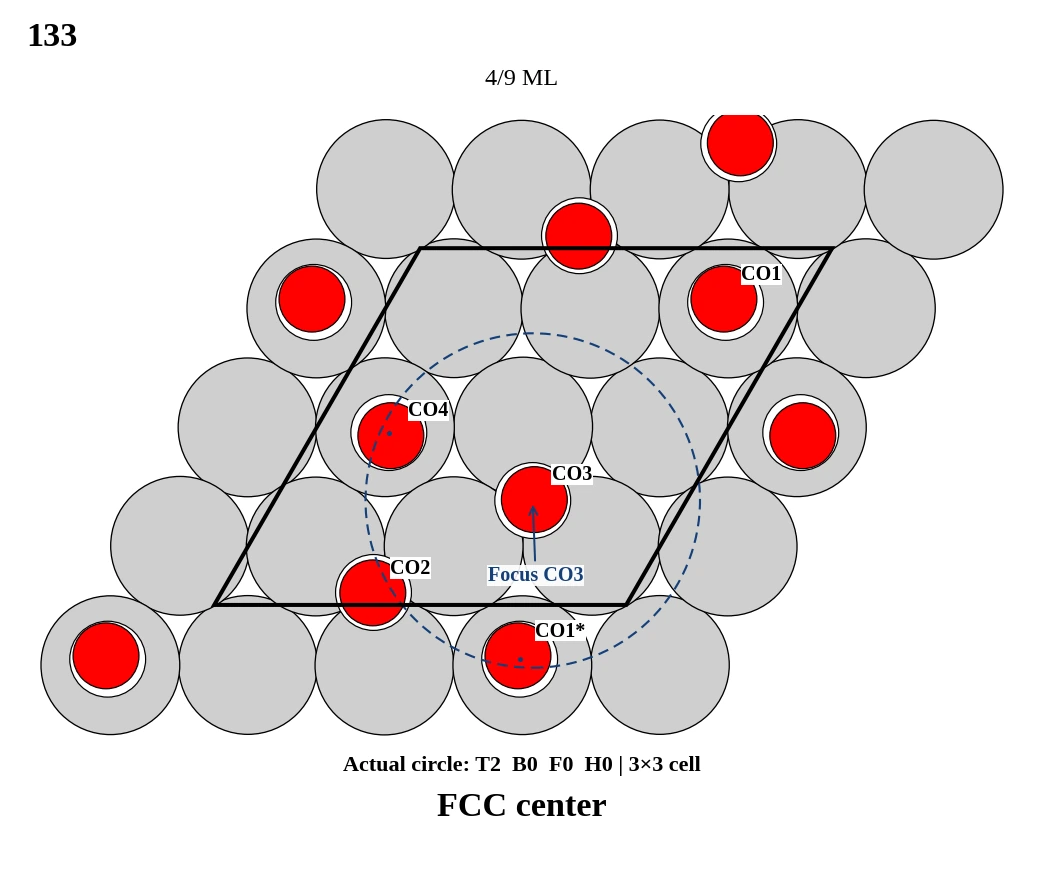 133
4/9 ML
CO1
CO4
CO3
CO2
Focus CO3
CO1*
Actual circle: T2 B0 F0 H0 | 3×3 cell
FCC center